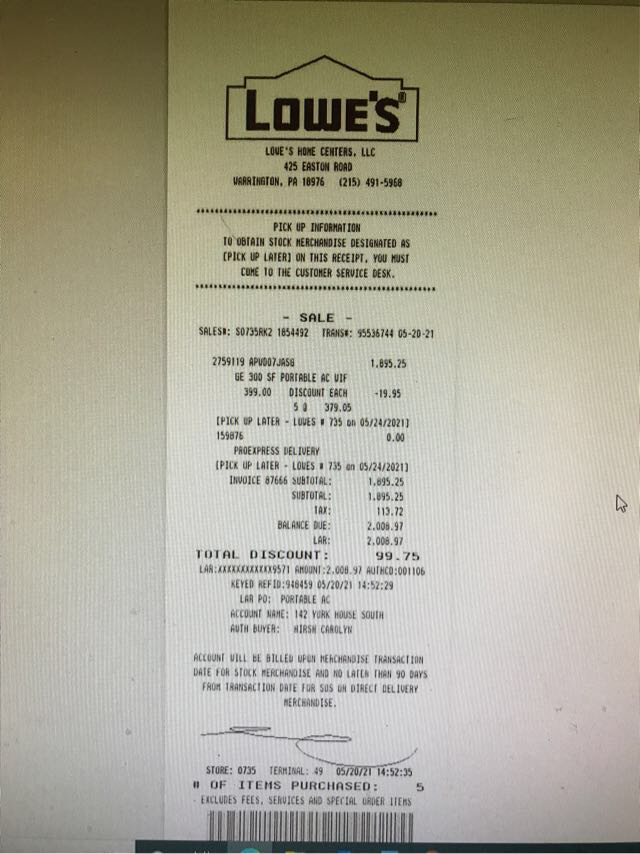 LOWE'S®
LOWE'S HOME CENTERS, LLC
425 EASTON ROAD
WARRINGTON, PA 18976 (215) 491-5968
PICK UP INFORMATION
TO OBTAIN STOCK MERCHANDISE DESIGNATED AS
[PICK UP LATER] ON THIS RECEIPT, YOU MUST
COME TO THE CUSTOMER SERVICE DESK.
- SALE -
SALES#: S0735RK2 1854492 TRANS#: 95536744 05-20-21
2759119 APWD07JASG 1,895.25
GE 300 SF PORTABLE AC WIF
399.00 DISCOUNT EACH -19.95
5 @ 379.05
[PICK UP LATER - LOWES # 735 on 05/24/2021]
159876 0.00
PROEXPRESS DELIVERY
[PICK UP LATER - LOWES # 735 on 05/24/2021]
INVOICE 87666 SUBTOTAL: 1,895.25
SUBTOTAL: 1,895.25
TAX: 113.72
BALANCE DUE: 2,008.97
LAR: 2,008.97
TOTAL DISCOUNT: 99.75
LAR:XXXXXXXXXXXX9571 AMOUNT:2,008.97 AUTHCD:001106
KEYED REFID:948459 05/20/21 14:52:29
LAR PO: PORTABLE AC
ACCOUNT NAME: 142 YORK HOUSE SOUTH
AUTH BUYER: HIRSH CAROLYN
ACCOUNT WILL BE BILLED UPON MERCHANDISE TRANSACTION
DATE FOR STOCK MERCHANDISE AND NO LATER THAN 90 DAYS
FROM TRANSACTION DATE FOR SOS OR DIRECT DELIVERY
MERCHANDISE.
STORE: 0735 TERMINAL: 49 05/20/21 14:52:35
# OF ITEMS PURCHASED: 5
EXCLUDES FEES, SERVICES AND SPECIAL ORDER ITEMS